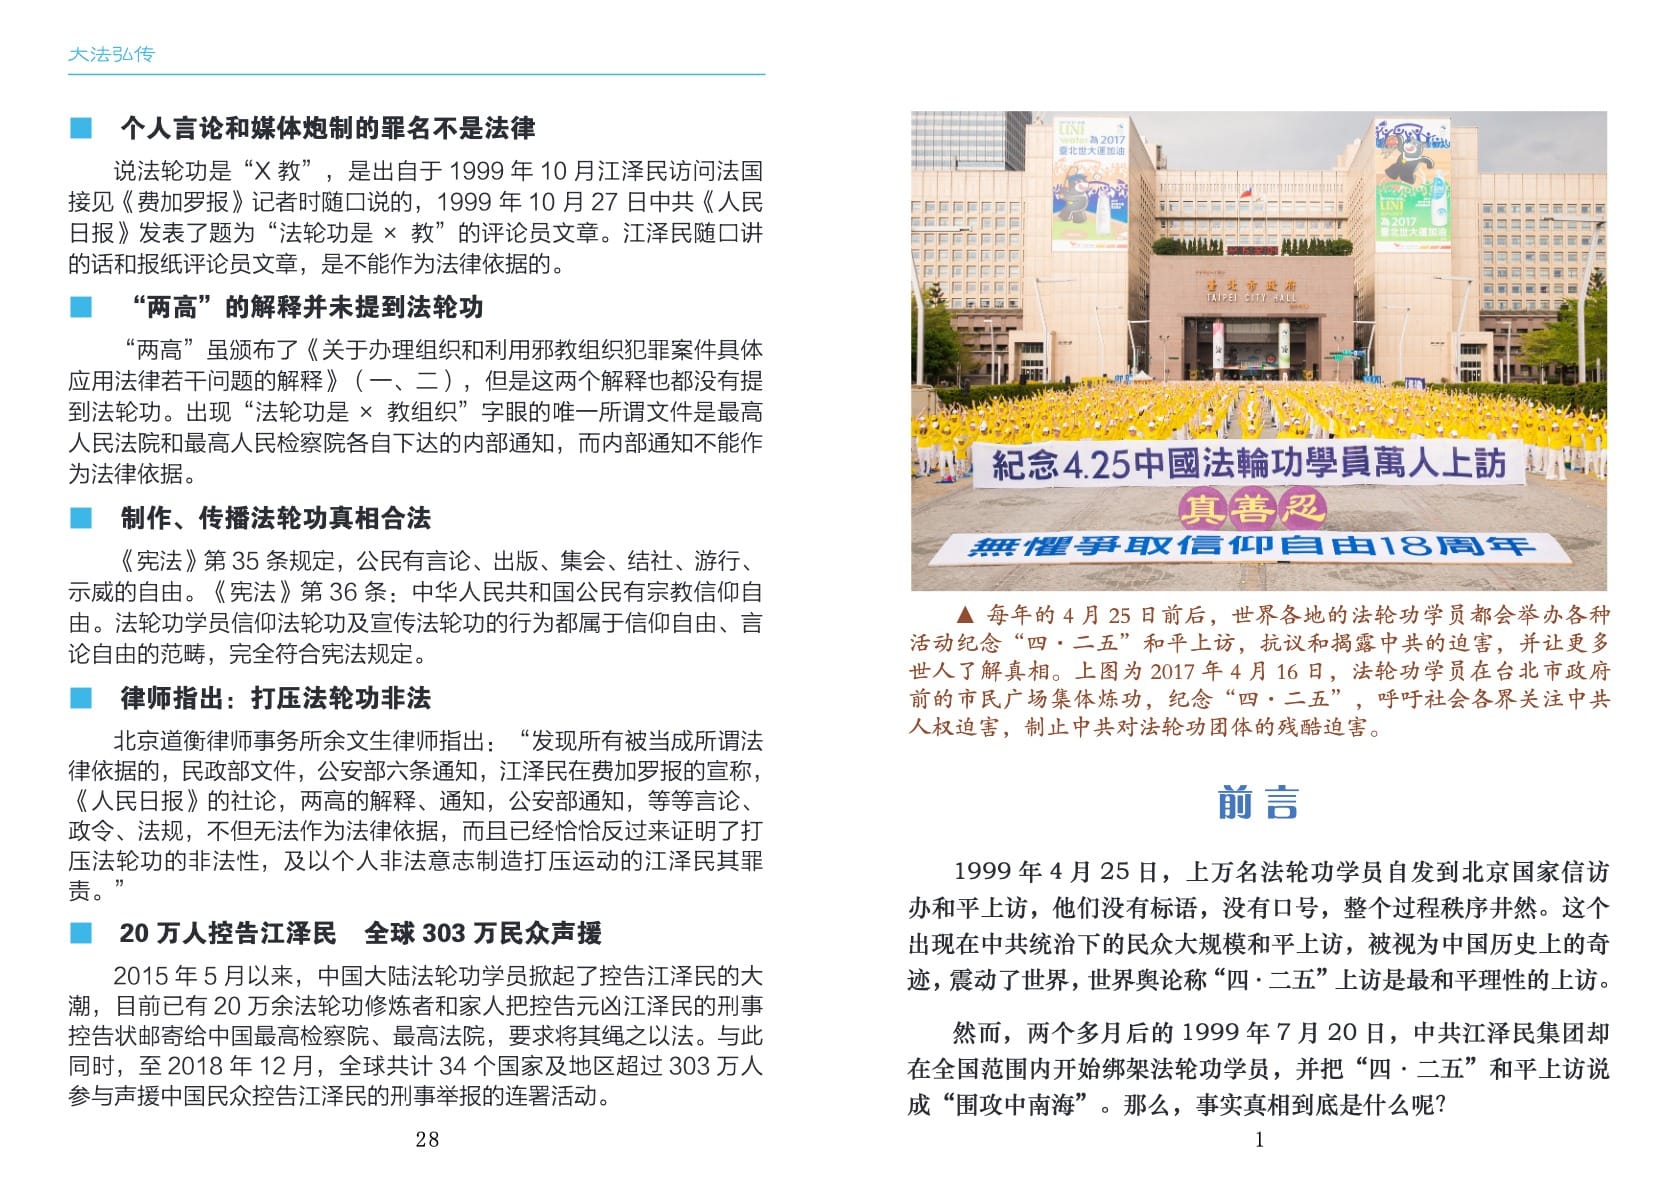 大法弘传
■ 个人言论和媒体炮制的罪名不是法律
说法轮功是“X 教”，是出自于 1999 年 10 月江泽民访问法国
接见《费加罗报》记者时随口说的，1999 年 10 月 27 日中共《人民
日报》发表了题为“法轮功是 × 教”的评论员文章。江泽民随口讲
的话和报纸评论员文章，是不能作为法律依据的。
■ “两高”的解释并未提到法轮功
“两高”虽颁布了《关于办理组织和利用邪教组织犯罪案件具体
应用法律若干问题的解释》（一、二），但是这两个解释也都没有提
到法轮功。出现“法轮功是 × 教组织”字眼的唯一所谓文件是最高
人民法院和最高人民检察院各自下达的内部通知，而内部通知不能作
为法律依据。
■ 制作、传播法轮功真相合法
《宪法》第 35 条规定，公民有言论、出版、集会、结社、游行、
示威的自由。《宪法》第 36 条：中华人民共和国公民有宗教信仰自
由。法轮功学员信仰法轮功及宣传法轮功的行为都属于信仰自由、言
论自由的范畴，完全符合宪法规定。
■ 律师指出：打压法轮功非法
北京道衡律师事务所余文生律师指出：“发现所有被当成所谓法
律依据的，民政部文件，公安部六条通知，江泽民在费加罗报的宣称，
《人民日报》的社论，两高的解释、通知，公安部通知，等等言论、
政令、法规，不但无法作为法律依据，而且已经恰恰反过来证明了打
压法轮功的非法性，及以个人非法意志制造打压运动的江泽民其罪
责。”
■ 20 万人控告江泽民 全球 303 万民众声援
2015 年 5 月以来，中国大陆法轮功学员掀起了控告江泽民的大
潮，目前已有 20 万余法轮功修炼者和家人把控告元凶江泽民的刑事
控告状邮寄给中国最高检察院、最高法院，要求将其绳之以法。与此
同时，至 2018 年 12 月，全球共计 34 个国家及地区超过 303 万人
参与声援中国民众控告江泽民的刑事举报的连署活动。
28
UNI
為2017
臺北世大運加油
UNI
為2017
臺北世大運加油
臺北市政府
TAIPEI CITY HALL
紀念4.25中國法輪功學員萬人上訪
真善忍
無懼爭取信仰自由18周年
▲ 每年的 4 月 25 日前后，世界各地的法轮功学员都会举办各种
活动纪念“四·二五”和平上访，抗议和揭露中共的迫害，并让更多
世人了解真相。上图为 2017 年 4 月 16 日，法轮功学员在台北市政府
前的市民广场集体炼功，纪念“四·二五”，呼吁社会各界关注中共
人权迫害，制止中共对法轮功团体的残酷迫害。
前言
1999 年 4 月 25 日，上万名法轮功学员自发到北京国家信访
办和平上访，他们没有标语，没有口号，整个过程秩序井然。这个
出现在中共统治下的民众大规模和平上访，被视为中国历史上的奇
迹，震动了世界，世界舆论称“四·二五”上访是最和平理性的上访。
然而，两个多月后的 1999 年 7 月 20 日，中共江泽民集团却
在全国范围内开始绑架法轮功学员，并把“四·二五”和平上访说
成“围攻中南海”。那么，事实真相到底是什么呢？
1